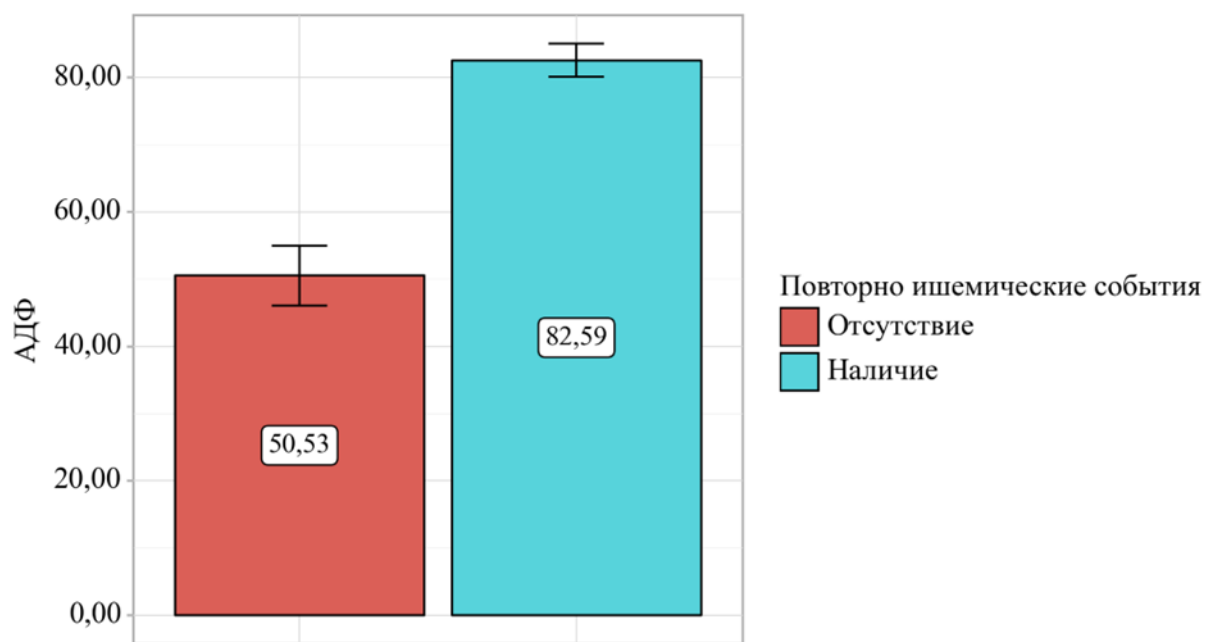 80,00
60,00
40,00
20,00
0,00
АДФ
50,53
82,59
Повторно ишемические события
Отсутствие
Наличие